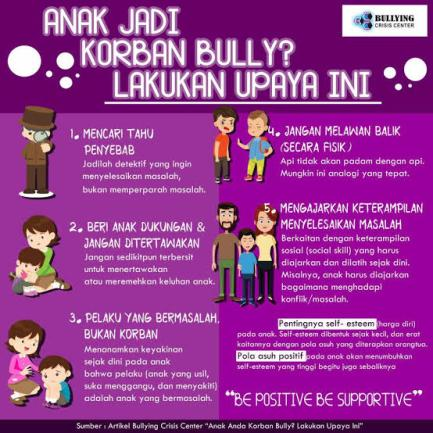 ANAK JADI
KORBAN BULLY?
LAKUKAN UPAYA INI
BULLYING
CRISIS CENTER
1. MENCARI TAHU
PENYEBAB
Jadilah detektif yang ingin
menyelesaikan masalah,
bukan memperparah masalah.
2. BERI ANAK DUKUNGAN &
JANGAN DITERTAWAKAN
Jangan sedikitpun terbersit
untuk menertawakan
atau meremehkan keluhan anak.
3. PELAKU YANG BERMASALAH,
BUKAN KORBAN
Menanamkan keyakinan
sejak dini pada anak
bahwa pelaku (anak yang usil,
suka menggangu, dan menyakiti)
adalah anak yang bermasalah.
4. JANGAN MELAWAN BALIK
(SECARA FISIK)
Api tidak akan padam dengan api.
Mungkin ini analogi yang tepat.
5. MENGAJARKAN KETERAMPILAN
MENYELESAIKAN MASALAH
Berkaitan dengan keterampilan
sosial (social skill) yang harus
diajarkan dan dilatih sejak dini.
Misalnya, anak harus diajarkan
bagaimana menghadapi
konflik/masalah.
Pentingnya self- esteem (harga diri)
pada anak. Self-esteem dibentuk sejak kecil, dan erat
kaitannya dengan pola asuh yang diterapkan orangtua.
Pola asuh positif pada anak akan menumbuhkan
self-esteem yang tinggi begitu juga sebaliknya
"BE POSITIVE BE SUPPORTIVE"
Sumber : Artikel Bullying Crisis Center "Anak Anda Korban Bully? Lakukan Upaya Ini"